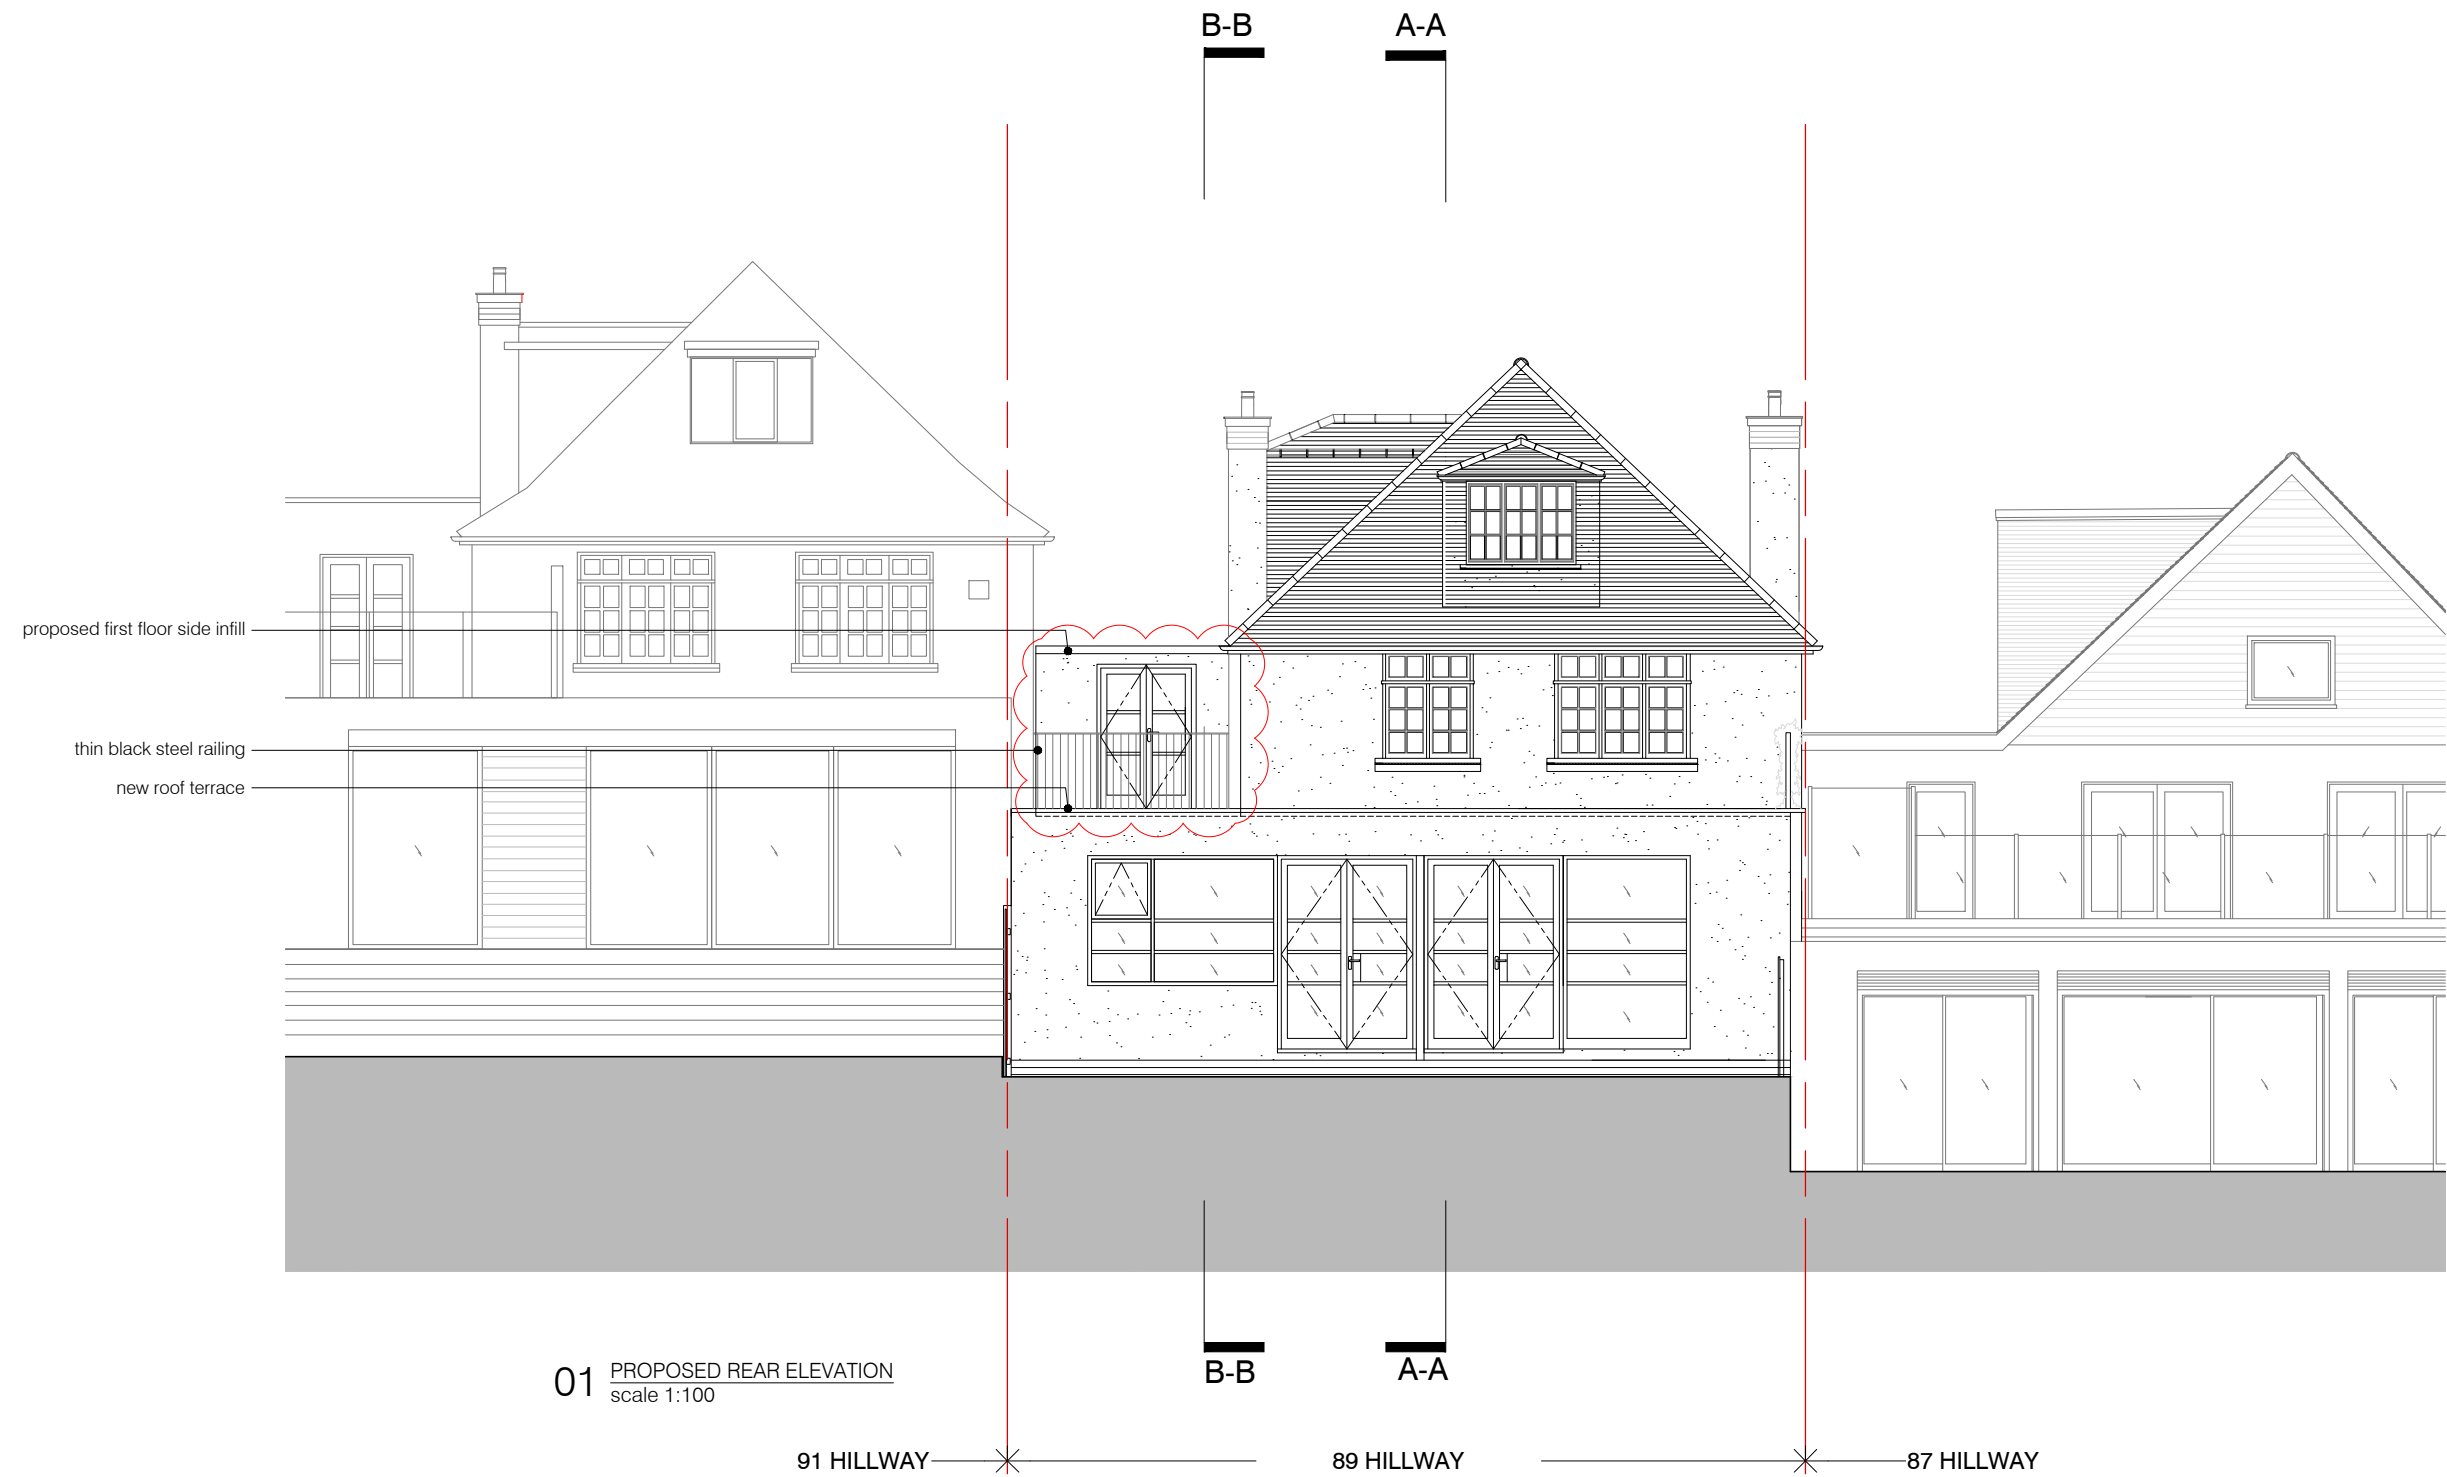 B-B
A-A
proposed first floor side infill
thin black steel railing
new roof terrace
B-B
A-A
01 PROPOSED REAR ELEVATION
scale 1:100
91 HILLWAY
89 HILLWAY
87 HILLWAY